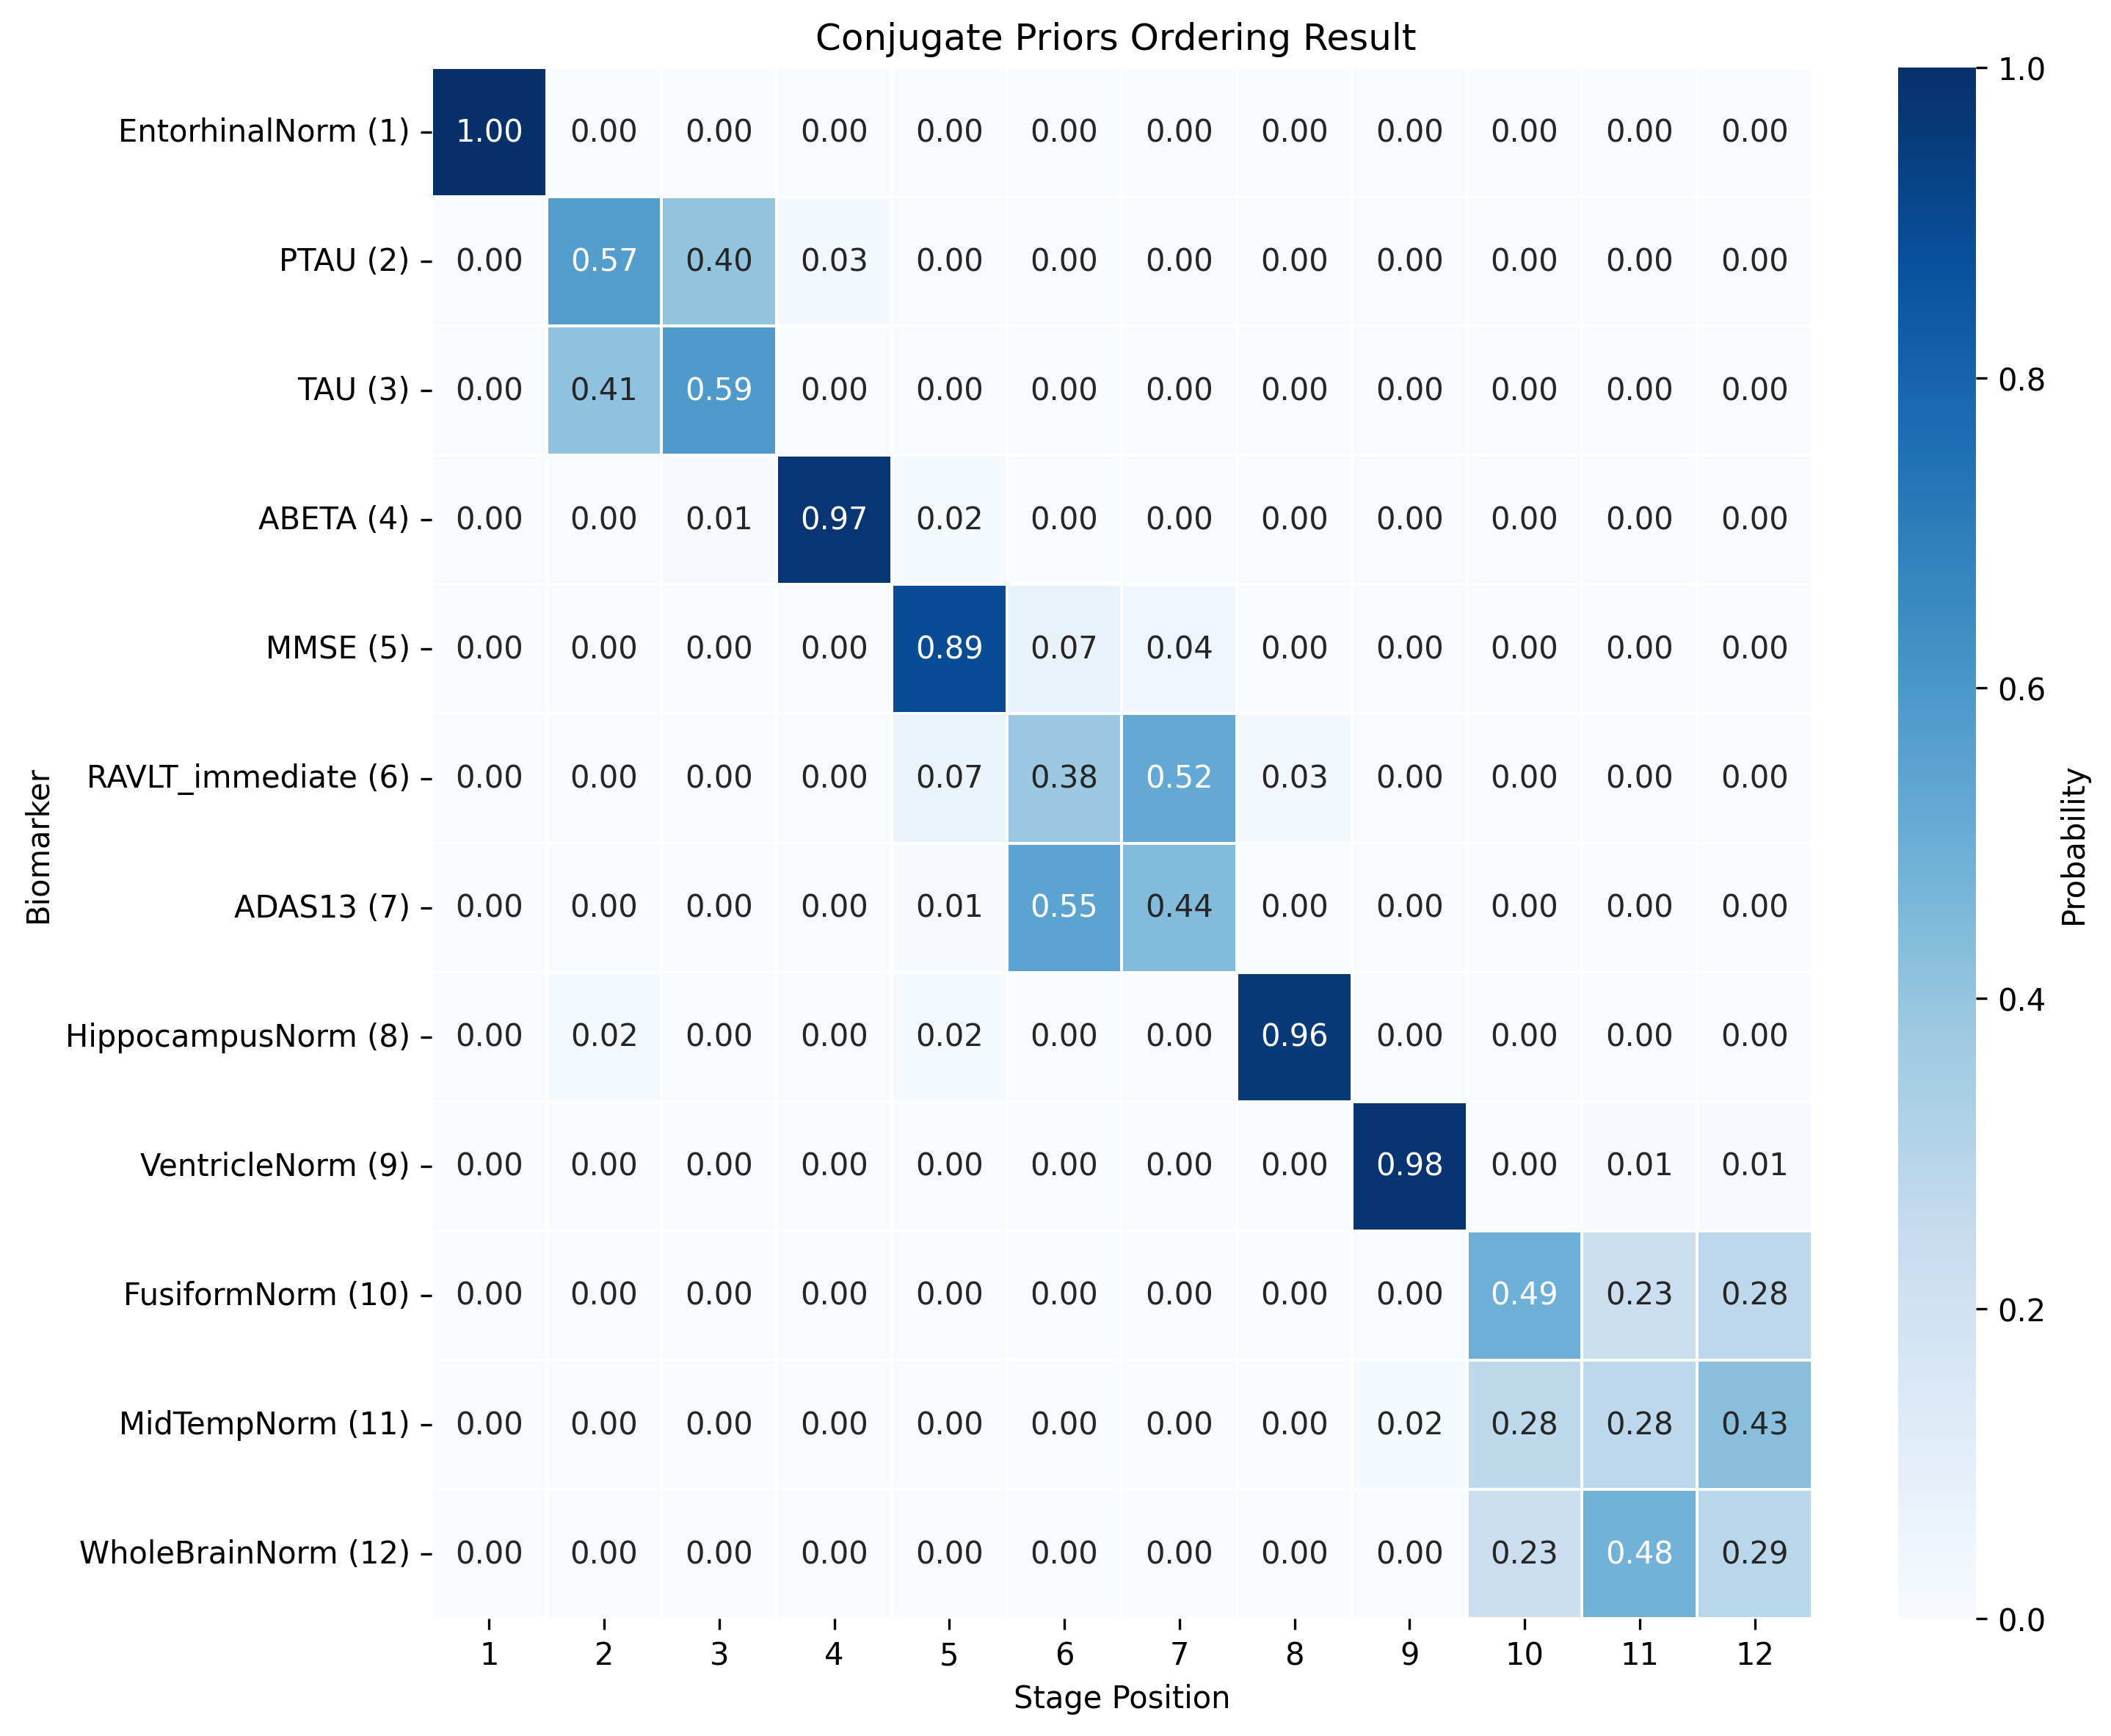 Conjugate Priors Ordering Result
EntorhinalNorm (1) 1.00 0.00 0.00 0.00 0.00 0.00 0.00 0.00 0.00 0.00 0.00 0.00
PTAU (2) 0.00 0.57 0.40 0.03 0.00 0.00 0.00 0.00 0.00 0.00 0.00 0.00
TAU (3) 0.00 0.41 0.59 0.00 0.00 0.00 0.00 0.00 0.00 0.00 0.00 0.00
ABETA (4) 0.00 0.00 0.01 0.97 0.02 0.00 0.00 0.00 0.00 0.00 0.00 0.00
MMSE (5) 0.00 0.00 0.00 0.00 0.89 0.07 0.04 0.00 0.00 0.00 0.00 0.00
RAVLT_immediate (6) 0.00 0.00 0.00 0.00 0.07 0.38 0.52 0.03 0.00 0.00 0.00 0.00
ADAS13 (7) 0.00 0.00 0.00 0.00 0.01 0.55 0.44 0.00 0.00 0.00 0.00 0.00
HippocampusNorm (8) 0.00 0.02 0.00 0.00 0.02 0.00 0.00 0.96 0.00 0.00 0.00 0.00
VentricleNorm (9) 0.00 0.00 0.00 0.00 0.00 0.00 0.00 0.00 0.98 0.00 0.01 0.01
FusiformNorm (10) 0.00 0.00 0.00 0.00 0.00 0.00 0.00 0.00 0.00 0.49 0.23 0.28
MidTempNorm (11) 0.00 0.00 0.00 0.00 0.00 0.00 0.00 0.00 0.02 0.28 0.28 0.43
WholeBrainNorm (12) 0.00 0.00 0.00 0.00 0.00 0.00 0.00 0.00 0.00 0.23 0.48 0.29
1 2 3 4 5 6 7 8 9 10 11 12
Stage Position
Biomarker
1.0
0.8
0.6
0.4
0.2
0.0
Probability